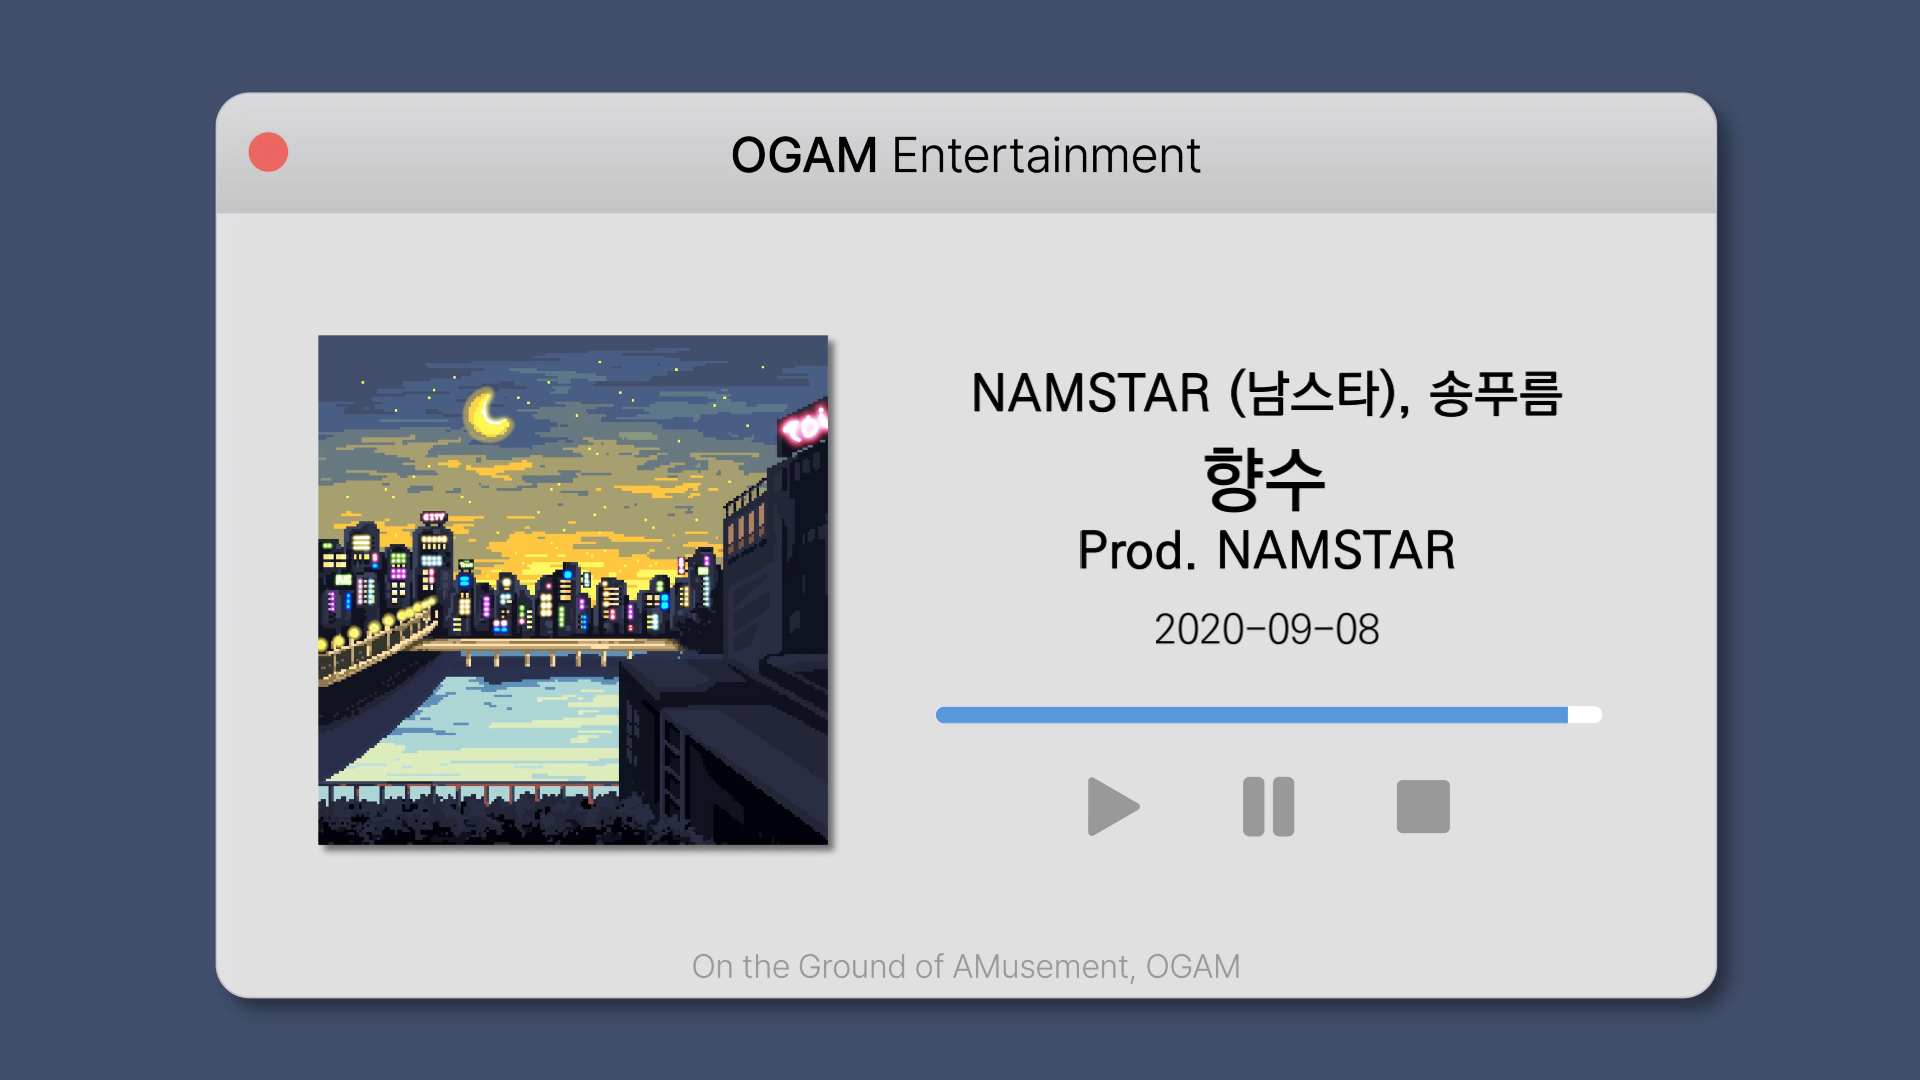 OGAM Entertainment
NAMSTAR (남스타), 송푸름
향수
Prod. NAMSTAR
2020-09-08
CITY
On the Ground of AMusement, OGAM